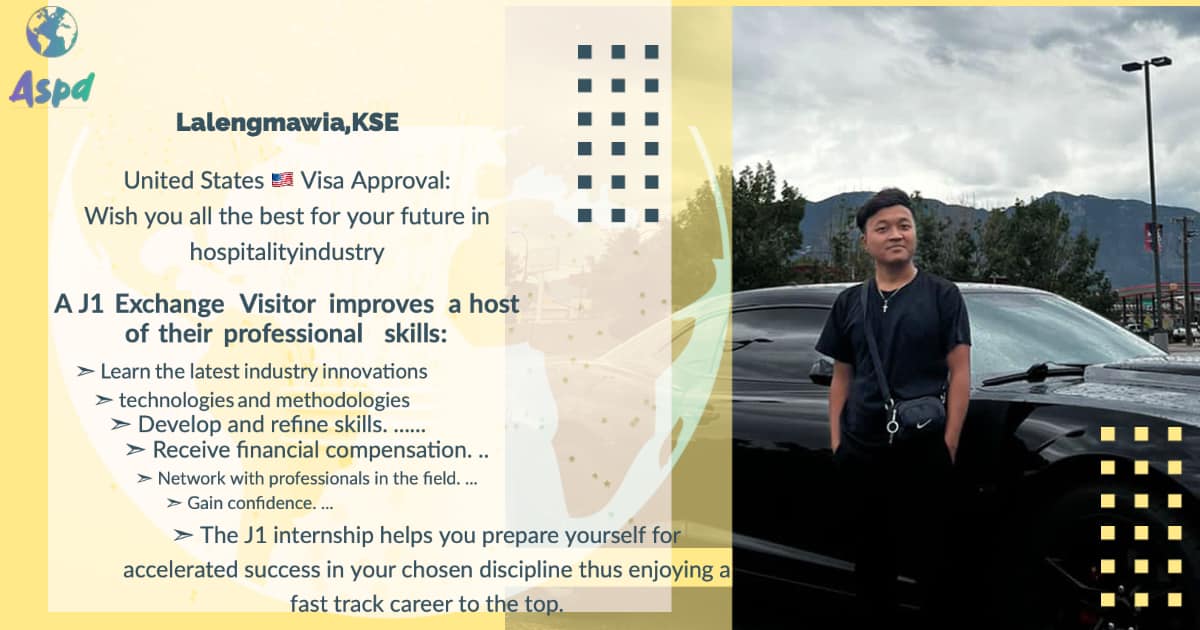 Aspd
Lalengmawia,KSE
United States 🇺🇸 Visa Approval:
Wish you all the best for your future in
hospitalityindustry
A J1 Exchange Visitor improves a host
of their professional skills:
➣ Learn the latest industry innovations
➣ technologies and methodologies
➣ Develop and refine skills. ......
➣ Receive financial compensation. ..
➣ Network with professionals in the field. ...
➣ Gain confidence. ...
➣ The J1 internship helps you prepare yourself for
accelerated success in your chosen discipline thus enjoying a
fast track career to the top.